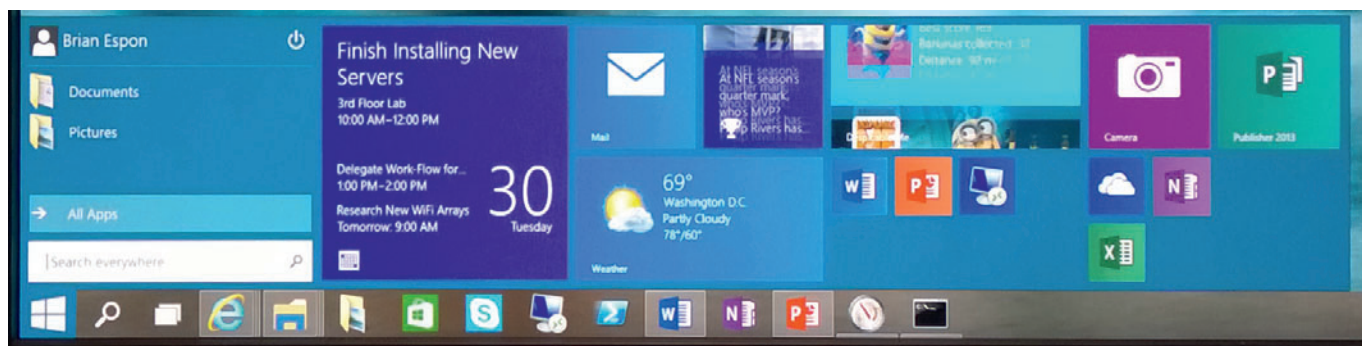 Brian Espon
Documents
Pictures
All Apps
Search everywhere
Finish Installing New
Servers
3rd Floor Lab
10:00 AM–12:00 PM
Delegate Work-Flow for...
1:00 PM–2:00 PM
Research New WiFi Arrays
Tomorrow: 9:00 AM
30
Tuesday
Mail
At NFL season's
quarter mark,
who's MVP?
Rivers has...
69°
Washington D.C.
Partly Cloudy
78°/60°
Weather
Bananas collected:
Distance:
Camera
P
Publisher 2013
W
P
N
X
S
W
N
P